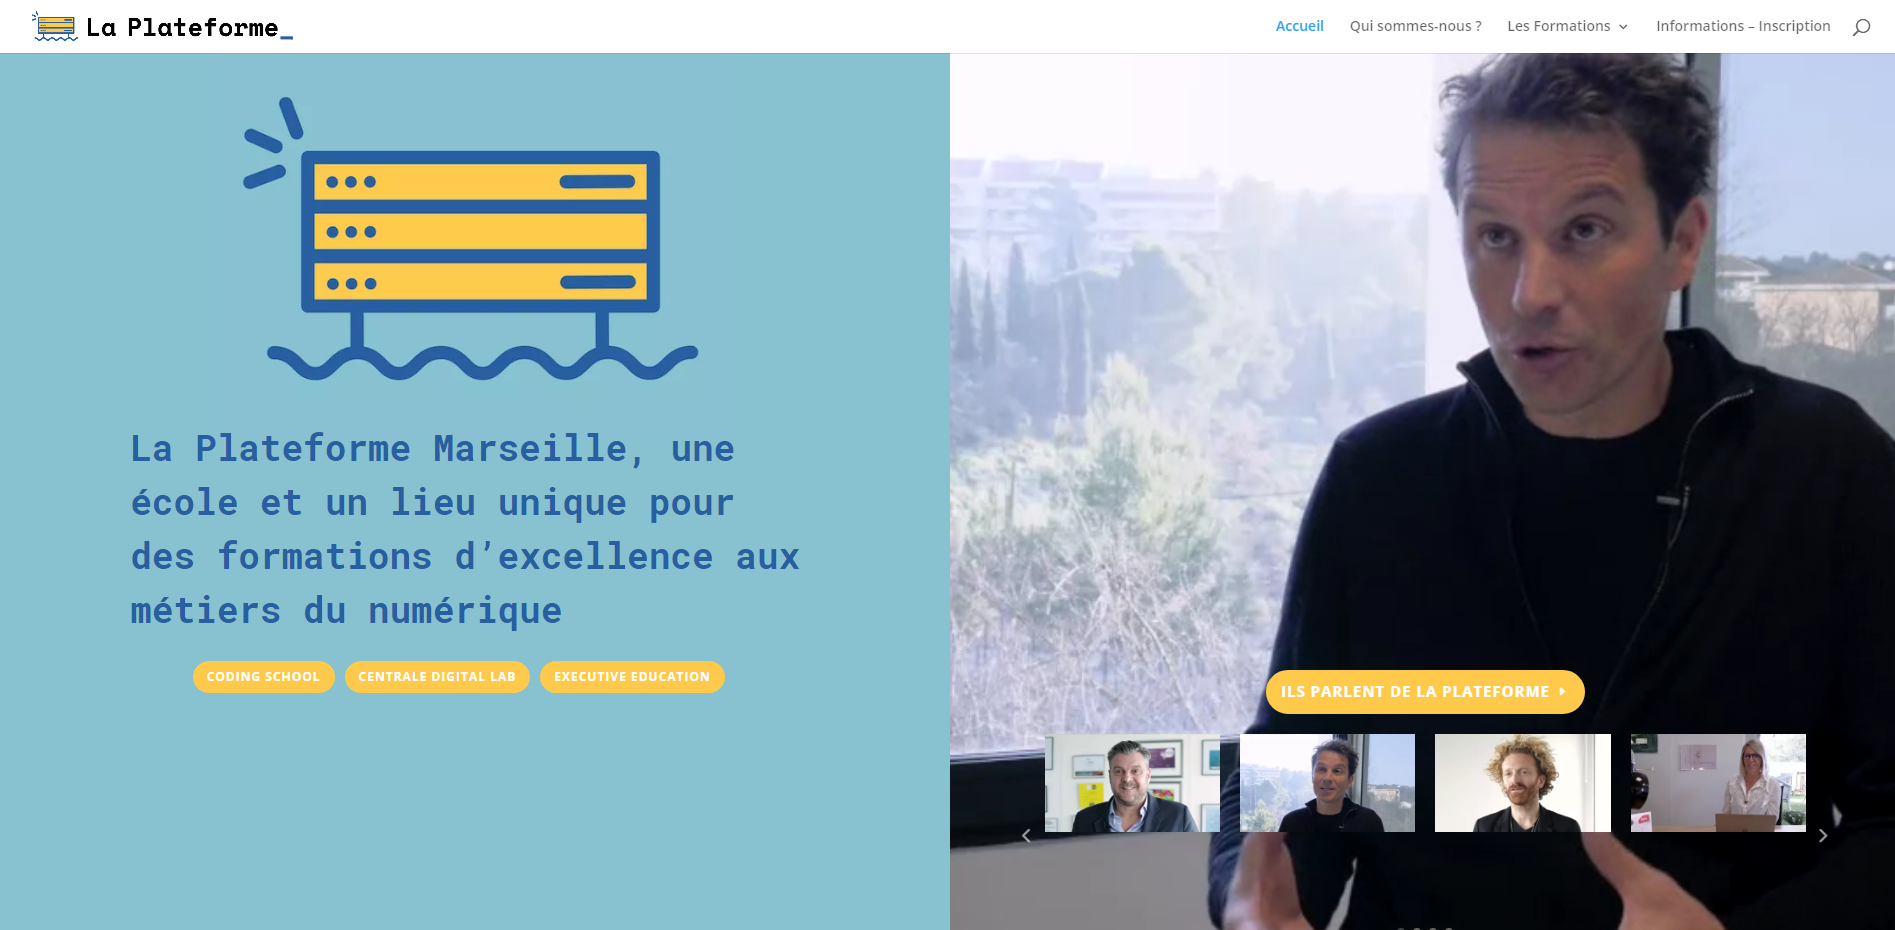 La Plateforme_
Accueil
Qui sommes-nous ?
Les Formations
Informations – Inscription
La Plateforme Marseille, une
école et un lieu unique pour
des formations d’excellence aux
métiers du numérique
CODING SCHOOL
CENTRALE DIGITAL LAB
EXECUTIVE EDUCATION
ILS PARLENT DE LA PLATEFORME